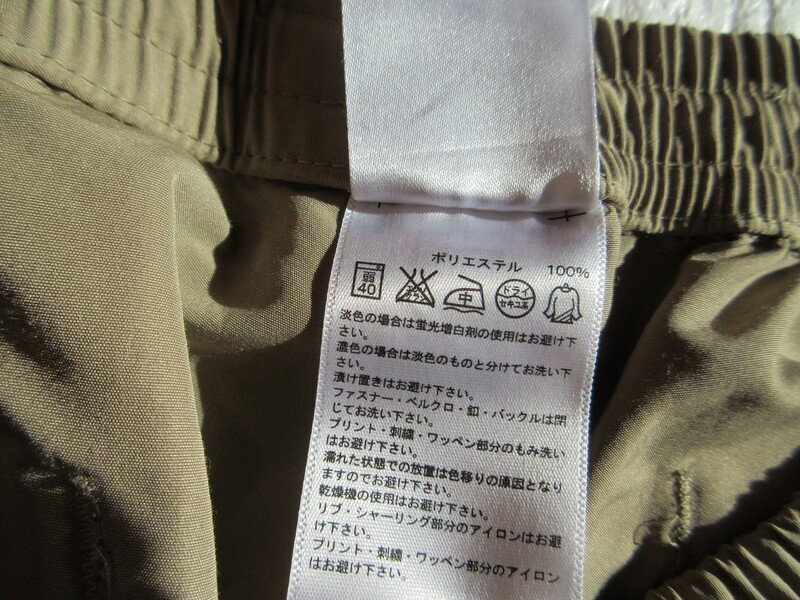 ポリエステル 100%
弱 40 エンソサラシ 中 ドライ セキユ系
淡色の場合は蛍光増白剤の使用はお避け下
さい。
濃色の場合は淡色のものと分けてお洗い下
さい。
漬け置きはお避け下さい。
ファスナー・ベルクロ・釦・バックルは閉
じてお洗い下さい。
プリント・刺繍・ワッペン部分のもみ洗い
はお避け下さい。
濡れた状態での放置は色移りの原因となり
ますのでお避け下さい。
乾燥機の使用はお避け下さい。
リブ・シャーリング部分のアイロンはお避
け下さい。
プリント・刺繍・ワッペン部分のアイロン
はお避け下さい。